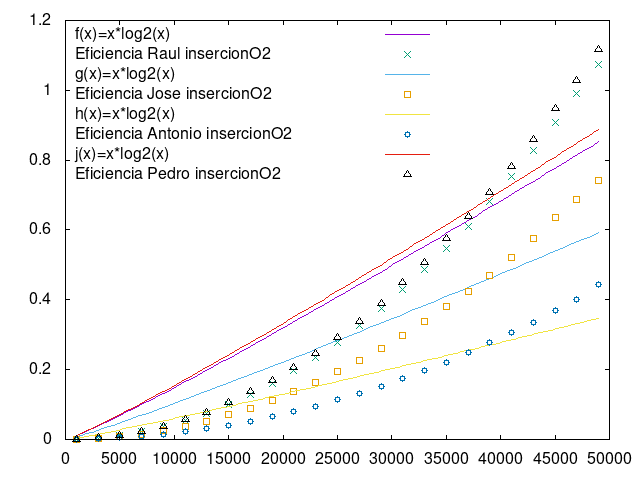 1.2
1
0.8
0.6
0.4
0.2
0
f(x)=x*log2(x)
Eficiencia Raul insercionO2
g(x)=x*log2(x)
Eficiencia Jose insercionO2
h(x)=x*log2(x)
Eficiencia Antonio insercionO2
j(x)=x*log2(x)
Eficiencia Pedro insercionO2
0 5000 10000 15000 20000 25000 30000 35000 40000 45000 50000